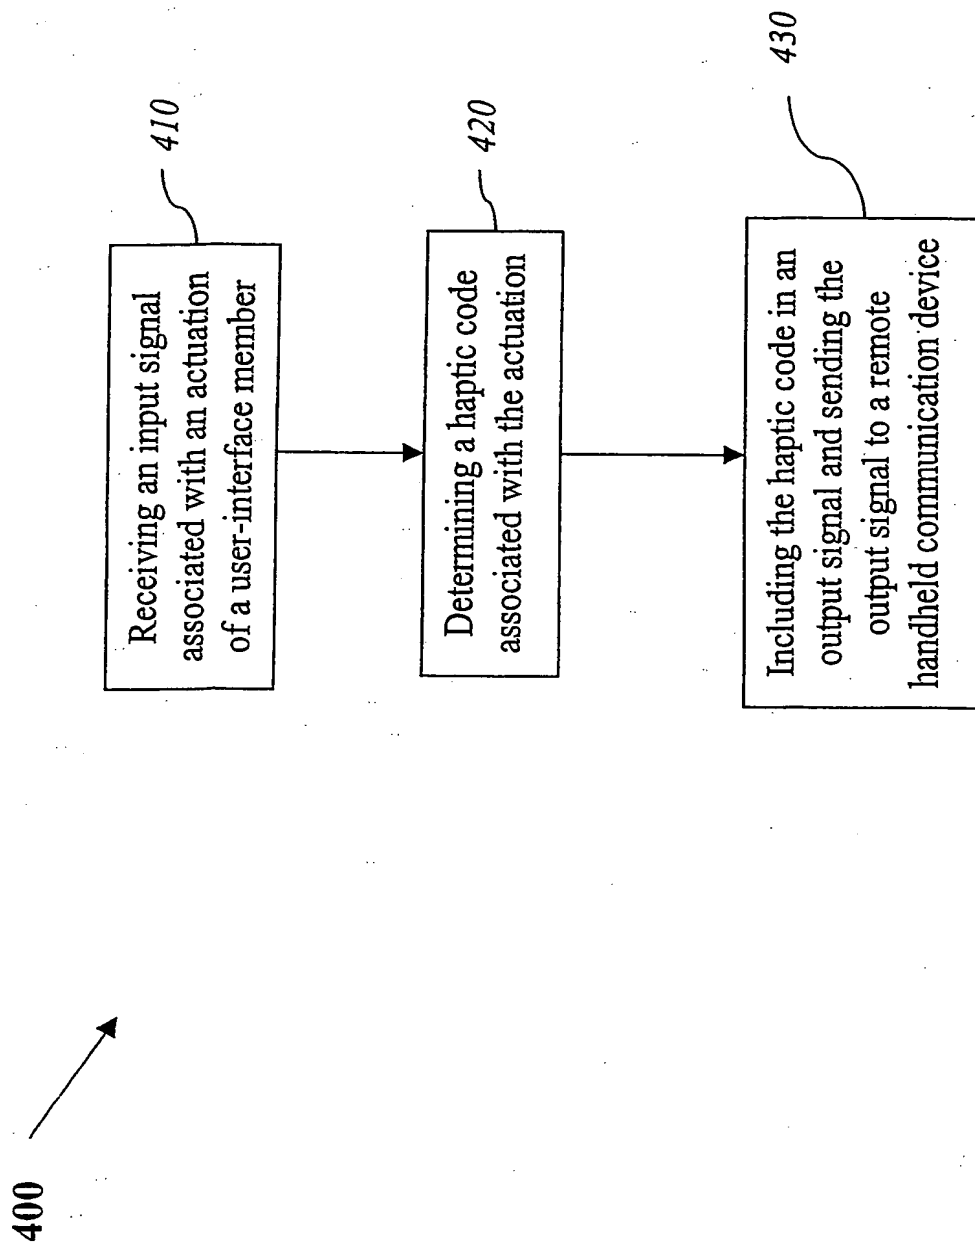 400
Receiving an input signal
associated with an actuation
of a user-interface member
410
Determining a haptic code
associated with the actuation
420
Including the haptic code in an
output signal and sending the
output signal to a remote
handheld communication device
430